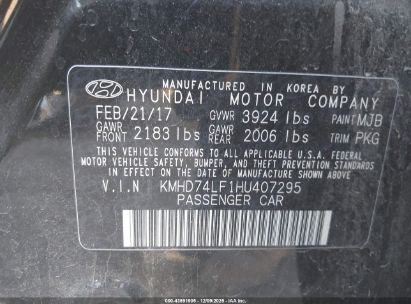 MANUFACTURED IN KOREA BY
HYUNDAI MOTOR COMPANY
FEB/21/17 GVWR 3924 lbs PAINT MJB
GAWR FRONT 2183 lbs GAWR REAR 2006 lbs TRIM PKG
THIS VEHICLE CONFORMS TO ALL APPLICABLE U.S.A. FEDERAL
MOTOR VEHICLE SAFETY, BUMPER, AND THEFT PREVENTION STANDARDS
IN EFFECT ON THE DATE OF MANUFACTURE SHOWN ABOVE.
V.I.N KMHD74LF1HU407295
PASSENGER CAR